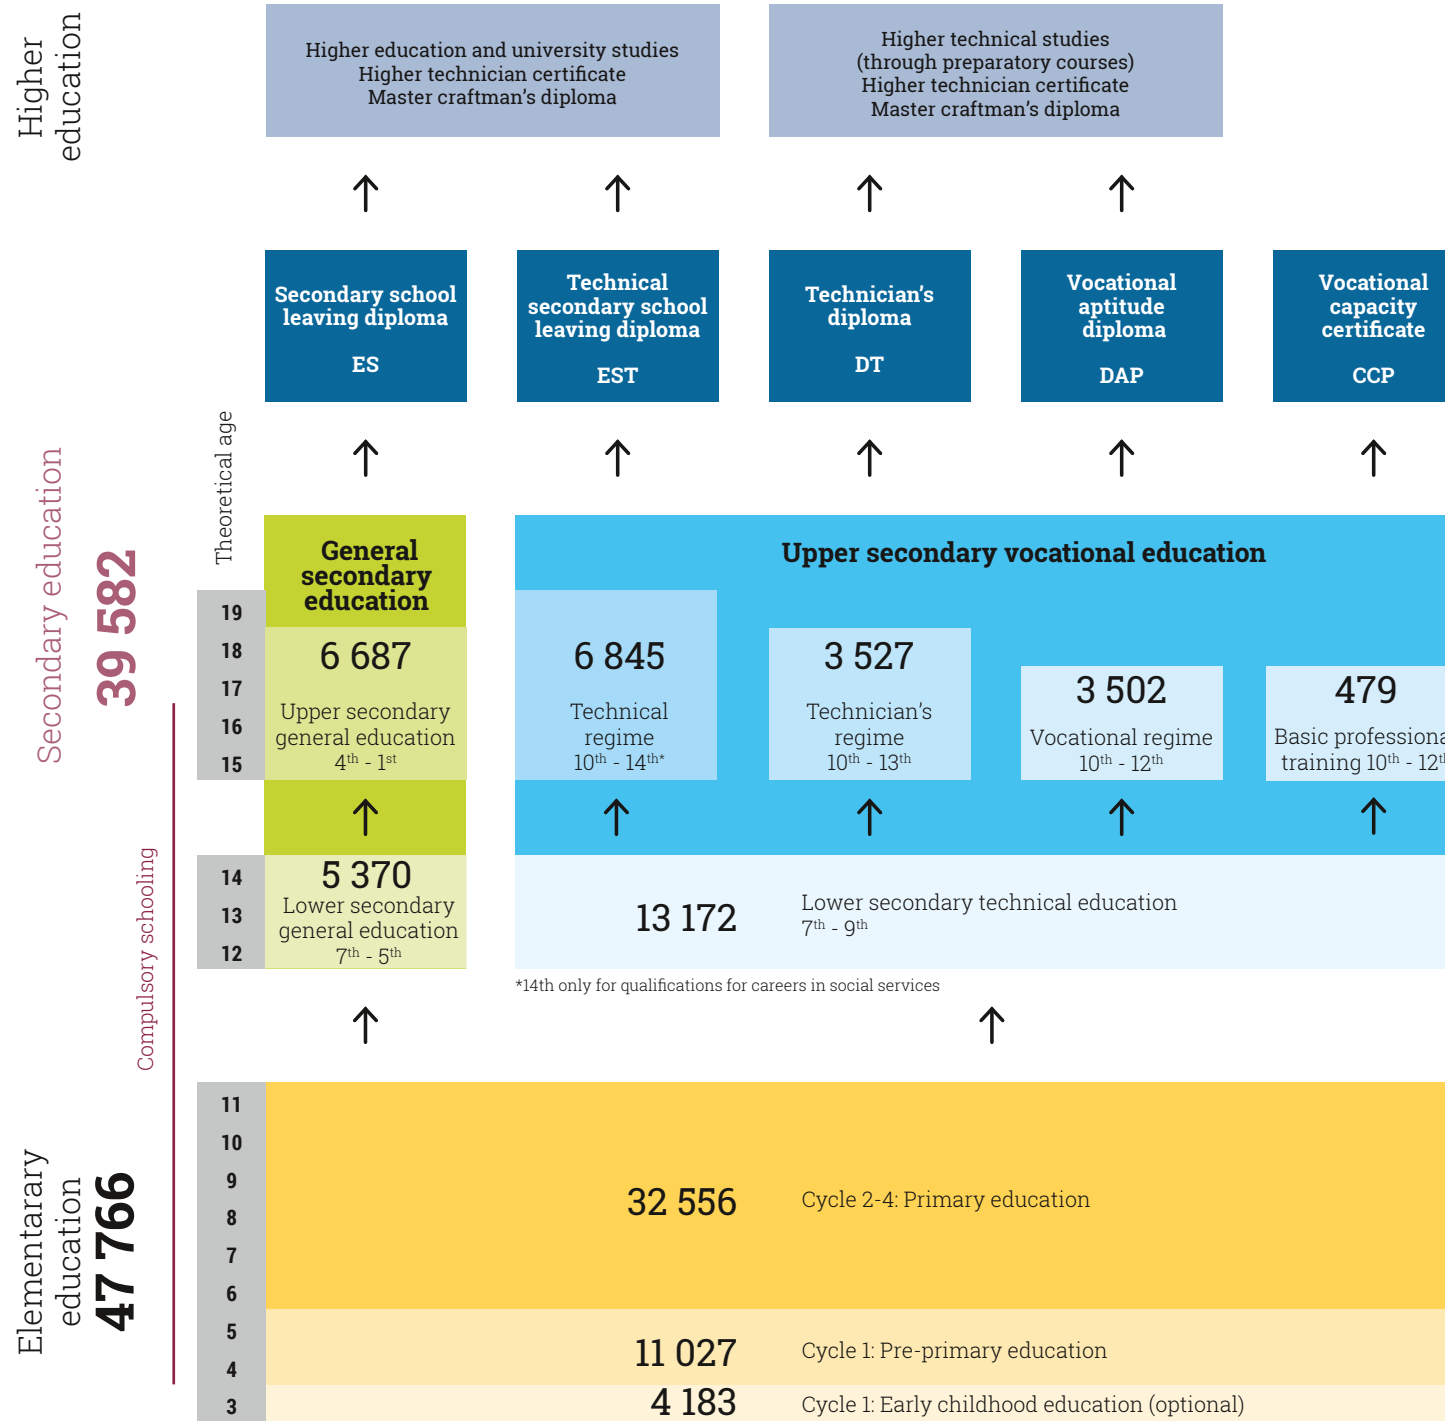 Higher
education
Higher education and university studies
Higher technician certificate
Master craftman's diploma
Higher technical studies
(through preparatory courses)
Higher technician certificate
Master craftman's diploma
Secondary school
leaving diploma
ES
Technical
secondary school
leaving diploma
EST
Technician's
diploma
DT
Vocational
aptitude
diploma
DAP
Vocational
capacity
certificate
CCP
Secondary education
39 582
Theoretical age
General
secondary
education
Upper secondary vocational education
19
18
17
16
15
6 687
Upper secondary
general education
4th - 1st
6 845
Technical
regime
10th - 14th*
3 527
Technician's
regime
10th - 13th
3 502
Vocational regime
10th - 12th
479
Basic professiona
training 10th - 12th
Compulsory schooling
14
13
12
5 370
Lower secondary
general education
7th - 5th
13 172
Lower secondary technical education
7th - 9th
*14th only for qualifications for careers in social services
Elementarary
education
47 766
11
10
9
8
7
6
5
4
3
32 556
Cycle 2-4: Primary education
11 027
Cycle 1: Pre-primary education
4 183
Cycle 1: Early childhood education (optional)